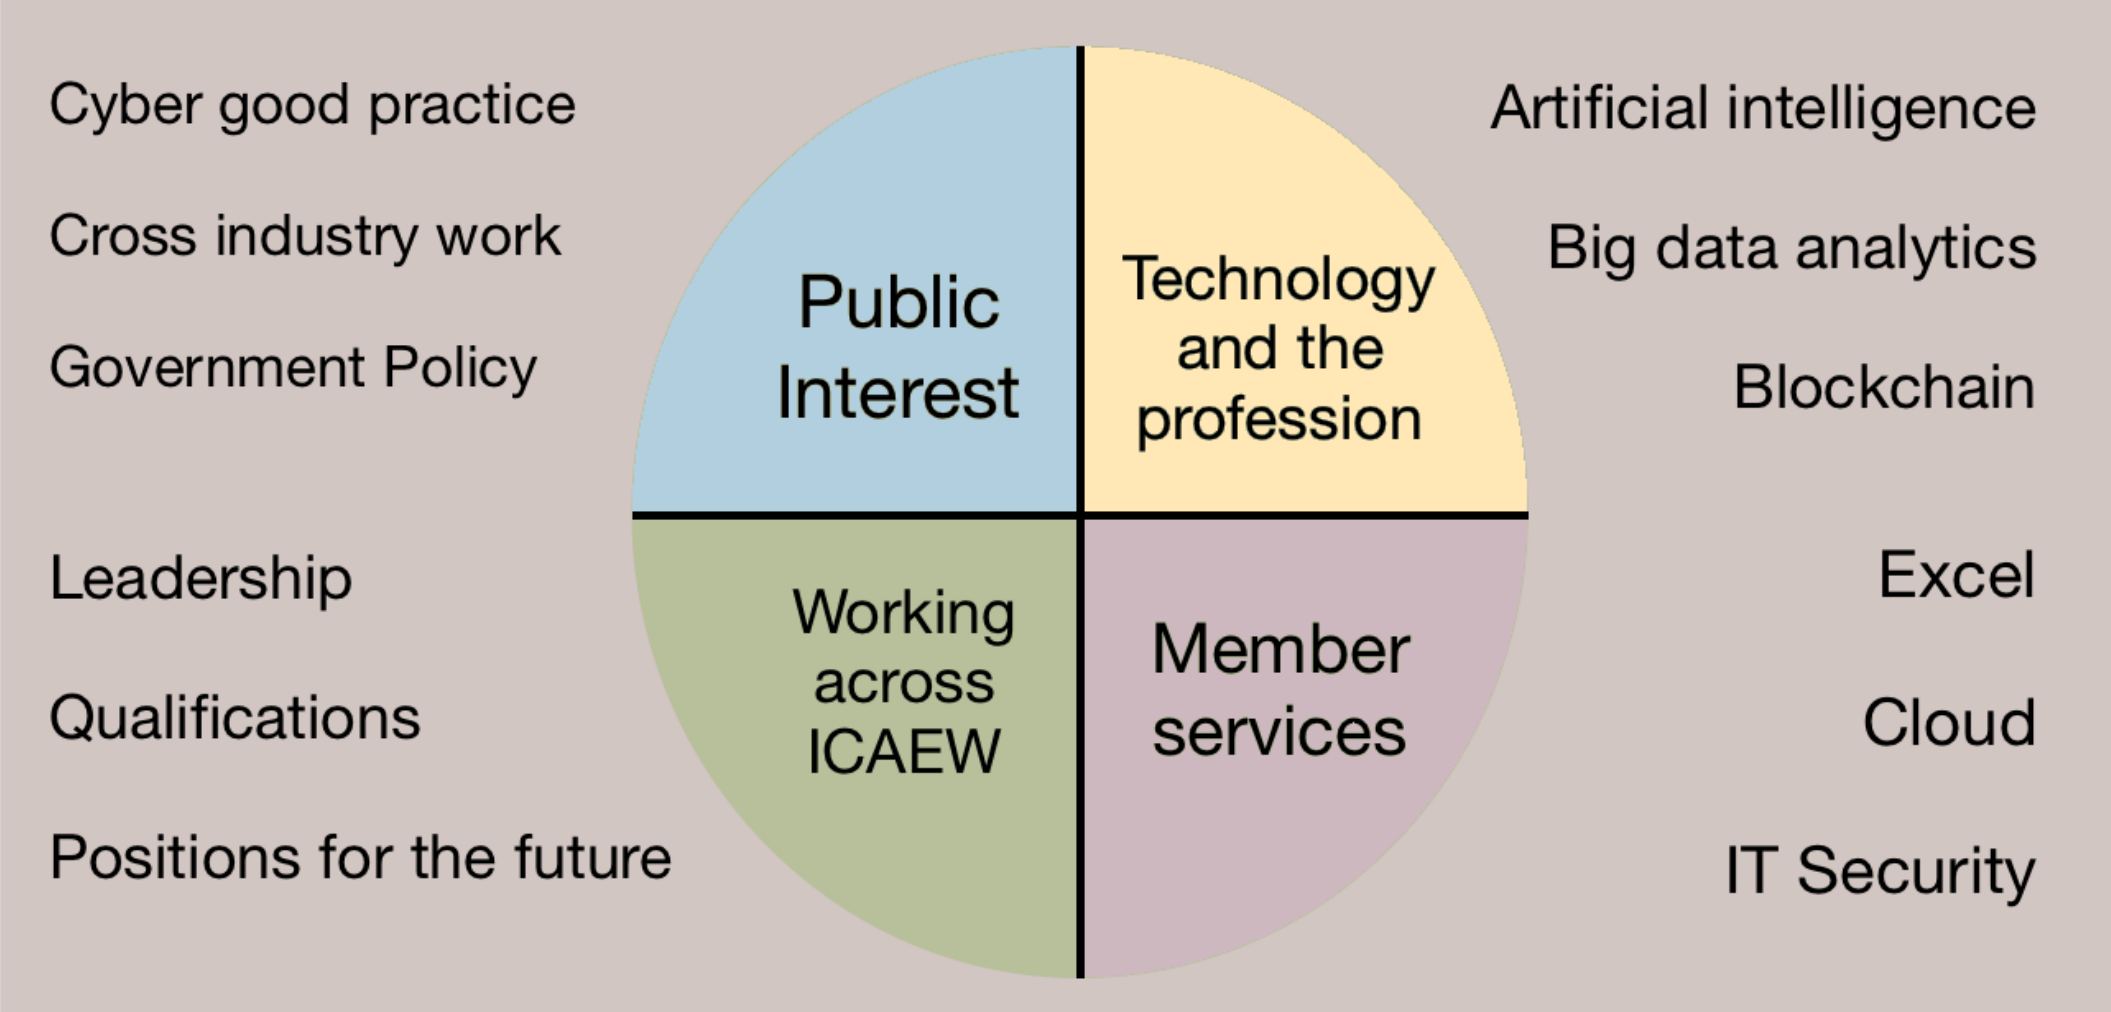 Cyber good practice
Cross industry work
Government Policy
Public
Interest
Technology
and the
profession
Artificial intelligence
Big data analytics
Blockchain
Leadership
Qualifications
Positions for the future
Working
across
ICAEW
Member
services
Excel
Cloud
IT Security